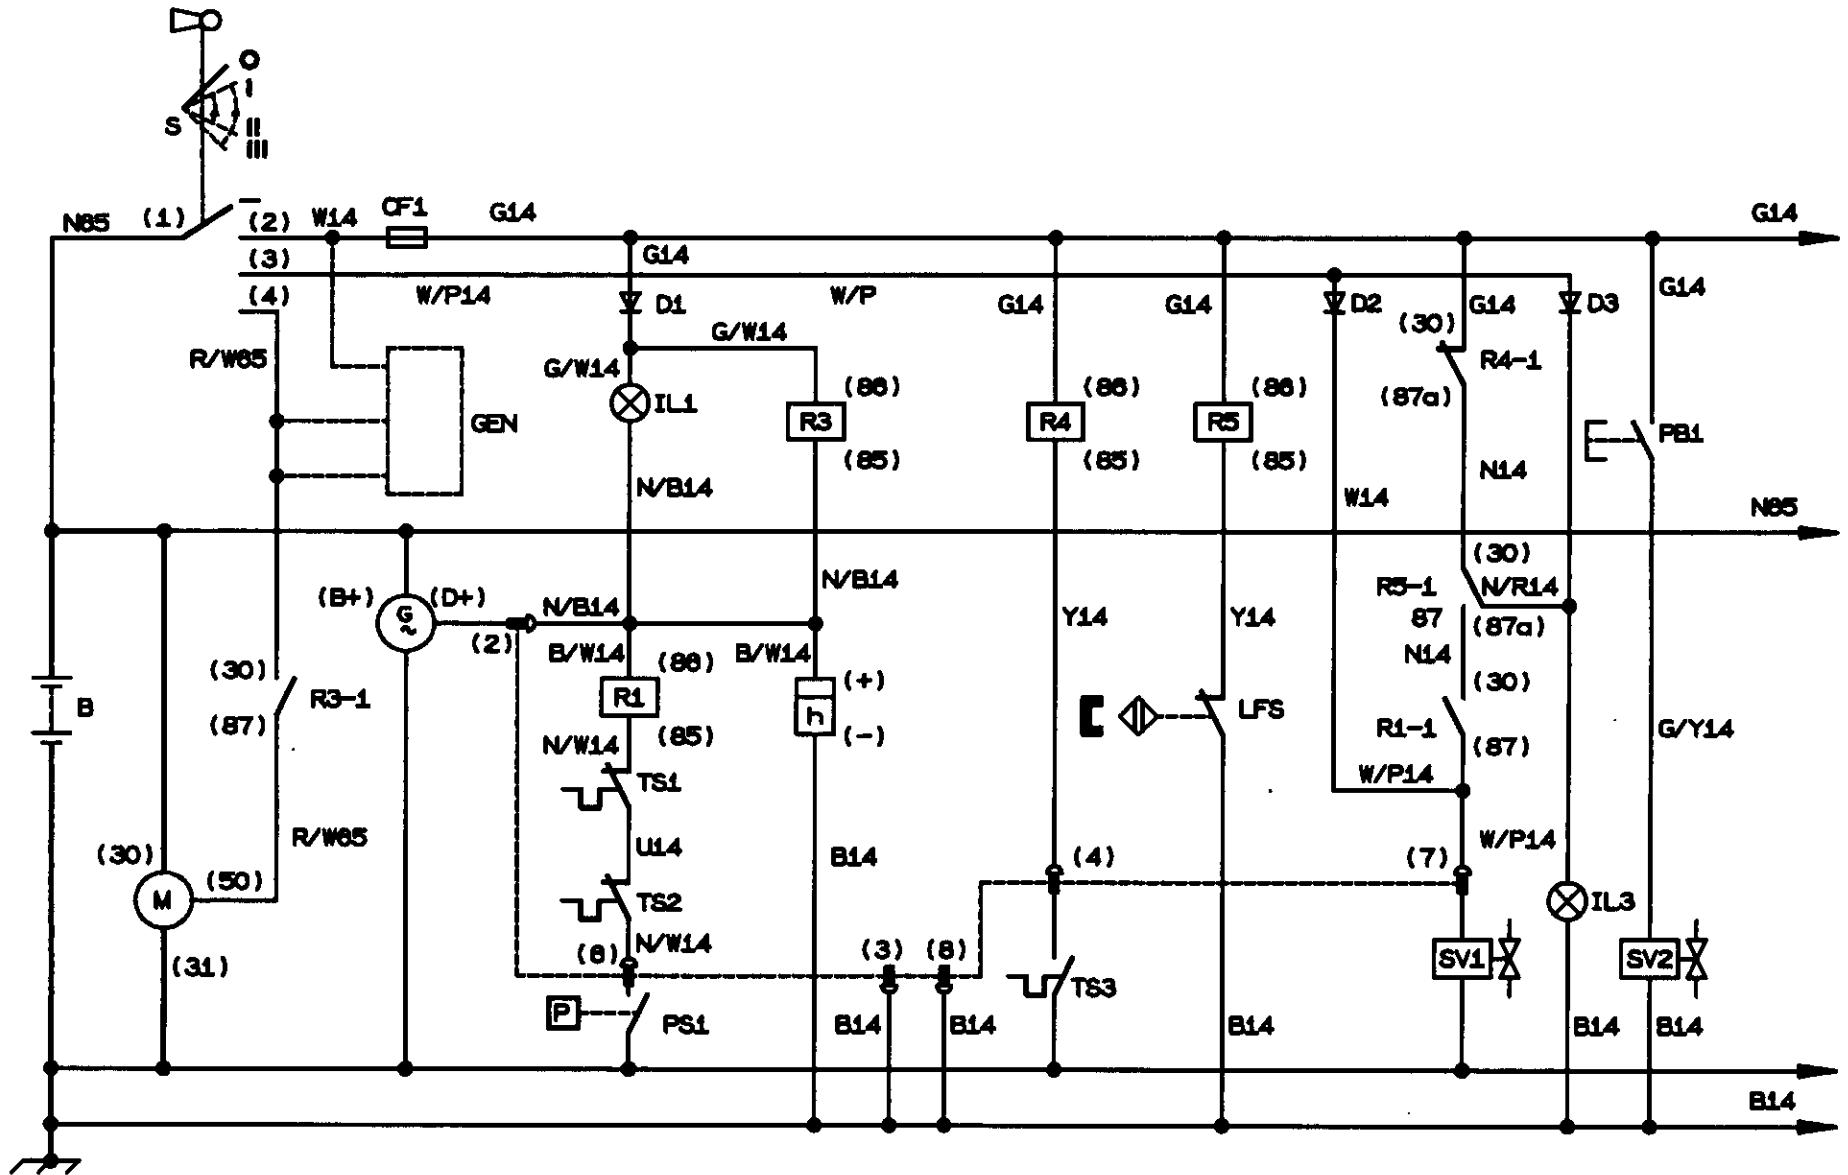 O
I
S
II
III
N65
(1)
(2)
W14
CF1
G14
G14
(3)
G14
(4)
W/P14
W/P
D1
G14
G14
D2
G14
D3
G14
G/W14
(30)
R/W65
G/W14
R4-1
(86)
(86)
(86)
(87a)
IL1
GEN
R3
R4
R5
PB1
(85)
(85)
(85)
N14
N/B14
W14
N65
(30)
N/B14
R5-1
N/R14
(B+)
G
~
(D+)
N/B14
Y14
Y14
87
(87a)
(2)
B/W14
B/W14
N14
(30)
(86)
(+)
(30)
R3-1
R1
B
h
LFS
(87)
(85)
(-)
R1-1
(87)
G/Y14
N/W14
W/P14
TS1
R/W65
U14
W/P14
(30)
B14
(4)
(7)
(50)
M
TS2
IL3
N/W14
(6)
(3)
(8)
(31)
SV1
SV2
TS3
P
PS1
B14
B14
B14
B14
B14
B14